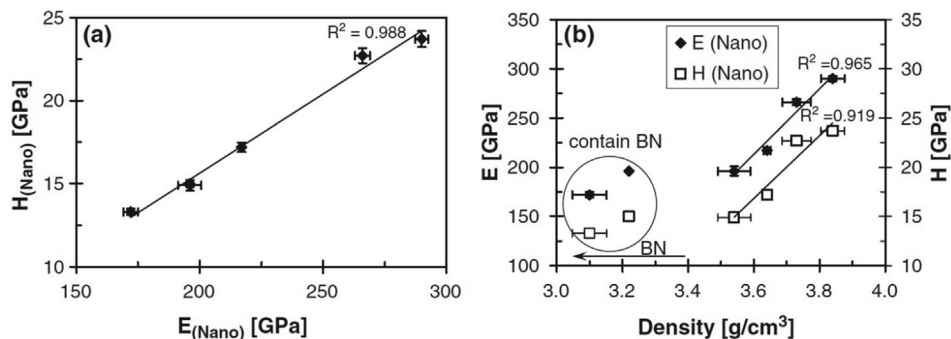 (a)
R² = 0.988
H(Nano) [GPa]
25
20
15
10
150
200
250
300
E(Nano) [GPa]
(b)
E (Nano)
H (Nano)
R² =0.965
R² =0.919
contain BN
BN
E [GPa]
350
300
250
200
150
100
H [GPa]
35
30
25
20
15
10
3.0
3.2
3.4
3.6
3.8
4.0
Density [g/cm³]